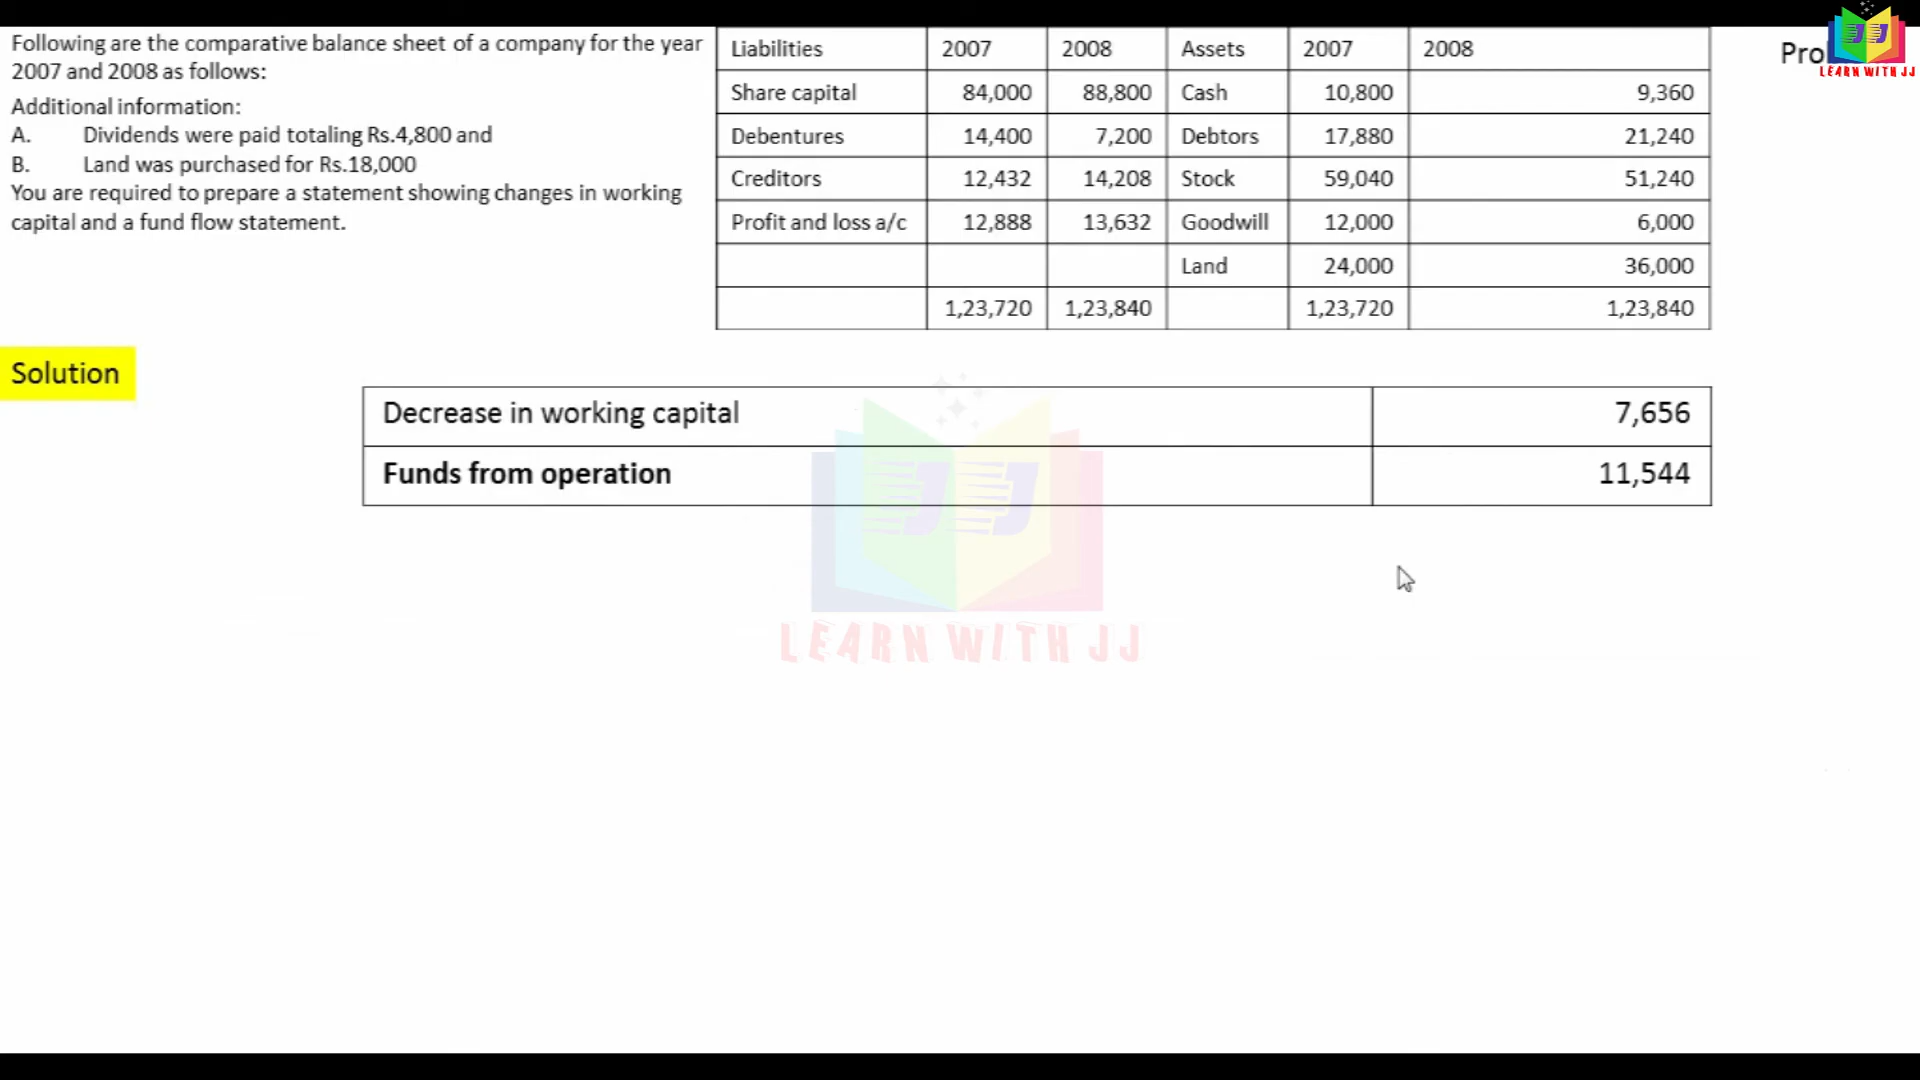 Following are the comparative balance sheet of a company for the year
2007 and 2008 as follows:
Additional information:
A. Dividends were paid totaling Rs.4,800 and
B. Land was purchased for Rs.18,000
You are required to prepare a statement showing changes in working
capital and a fund flow statement.
Liabilities 2007 2008 Assets 2007 2008
Share capital 84,000 88,800 Cash 10,800 9,360
Debentures 14,400 7,200 Debtors 17,880 21,240
Creditors 12,432 14,208 Stock 59,040 51,240
Profit and loss a/c 12,888 13,632 Goodwill 12,000 6,000
Land 24,000 36,000
1,23,720 1,23,840 1,23,720 1,23,840
Pro
JJ
LEARN WITH JJ
Solution
Decrease in working capital 7,656
Funds from operation 11,544
JJ
LEARN WITH JJ